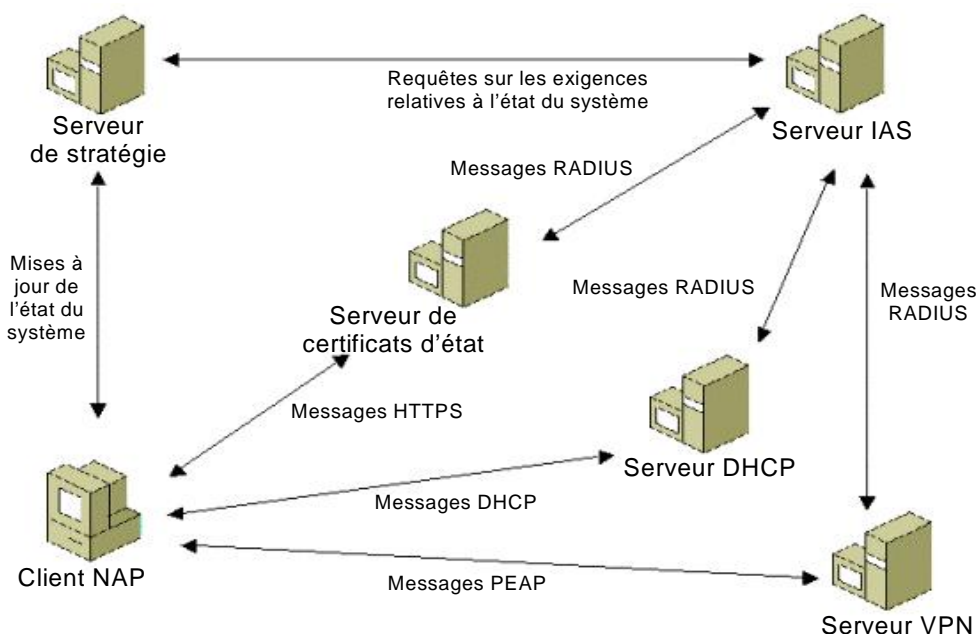 Requêtes sur les exigences
relatives à l'état du système
Serveur
de stratégie
Serveur IAS
Messages RADIUS
Mises à
jour de
l'état du
système
Messages RADIUS
Messages
RADIUS
Serveur de
certificats d'état
Messages HTTPS
Serveur DHCP
Messages DHCP
Client NAP
Messages PEAP
Serveur VPN